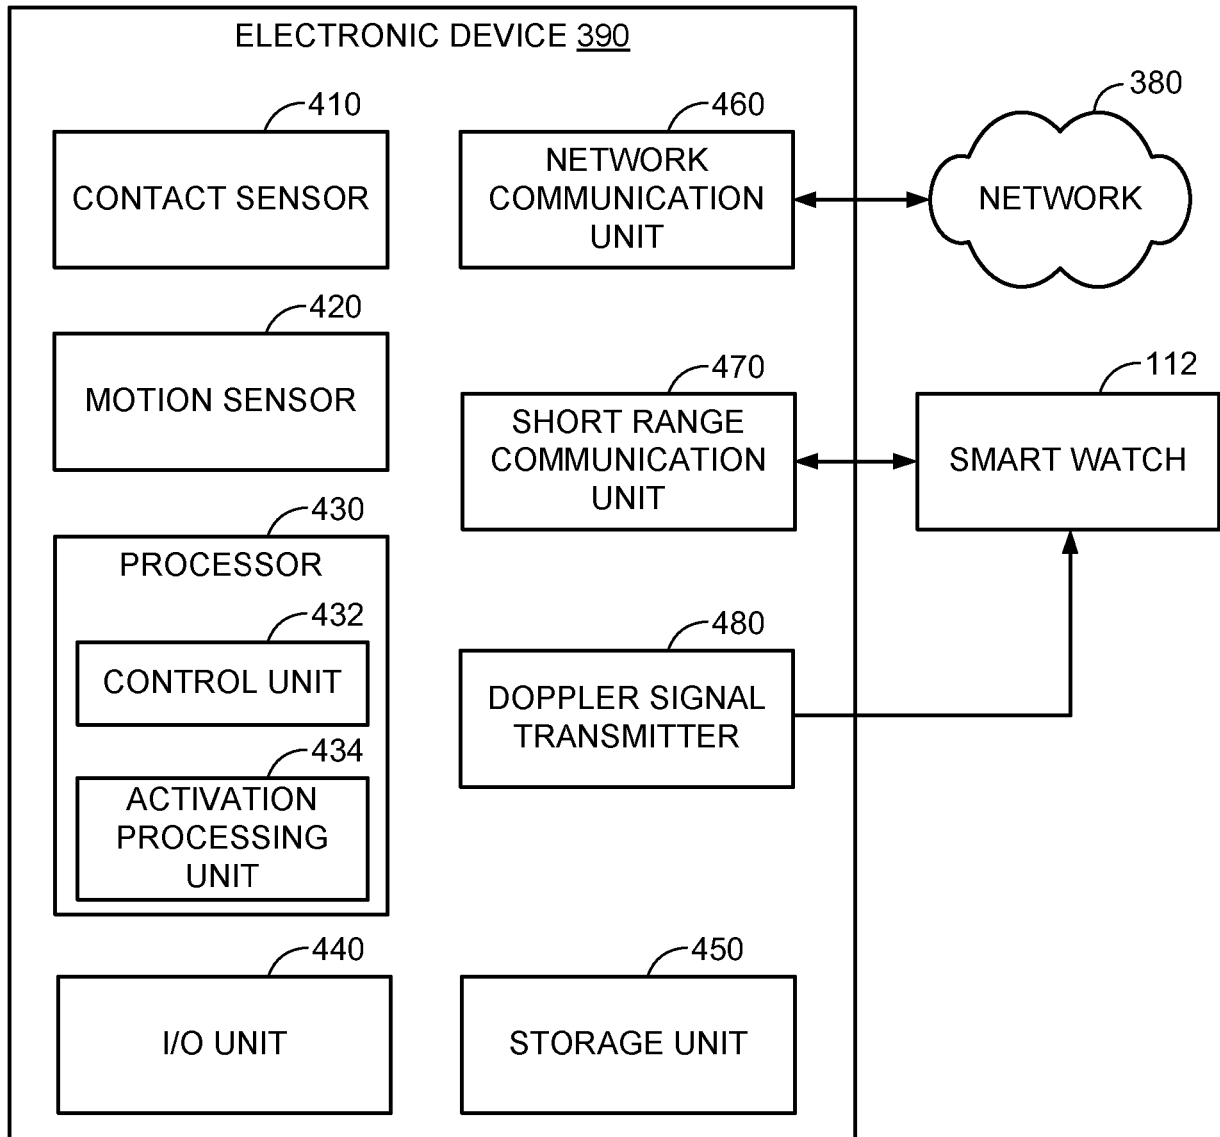 ELECTRONIC DEVICE 390
410
CONTACT SENSOR
460
NETWORK
COMMUNICATION
UNIT
380
NETWORK
420
MOTION SENSOR
470
SHORT RANGE
COMMUNICATION
UNIT
112
SMART WATCH
430
PROCESSOR
432
CONTROL UNIT
434
ACTIVATION
PROCESSING
UNIT
480
DOPPLER SIGNAL
TRANSMITTER
440
I/O UNIT
450
STORAGE UNIT